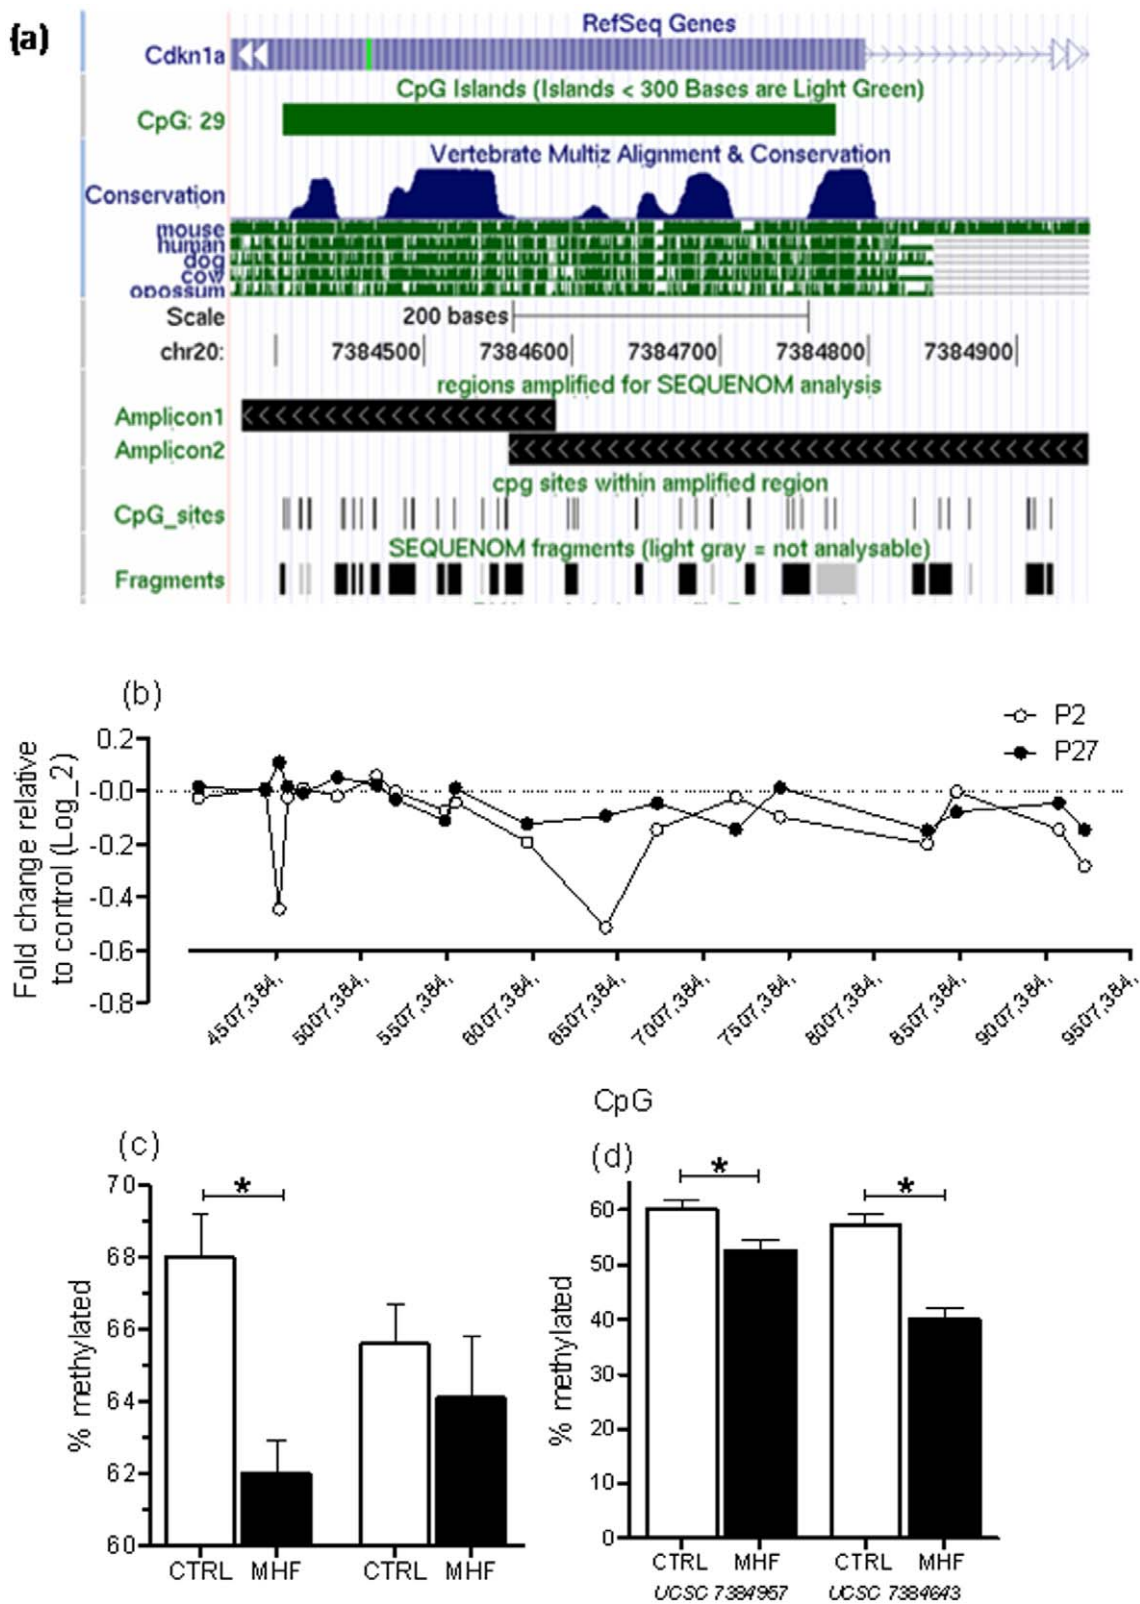 (a)
RefSeq Genes
Cdkn1a
CpG Islands (Islands < 300 Bases are Light Green)
CpG: 29
Vertebrate Multiz Alignment & Conservation
Conservation
mouse
human
dog
cow
opossum
Scale 200 bases
chr20: 7384500 7384600 7384700 7384800 7384900
regions amplified for SEQUENOM analysis
Amplicon1
Amplicon2
cpg sites within amplified region
CpG_sites
SEQUENOM fragments (light gray = not analysable)
Fragments
(b)
P2
P27
Fold change relative
to control (Log_2)
0.2
-0.0
-0.2
-0.4
-0.6
-0.8
4507,384, 5007,384, 5507,384, 6007,384, 6507,384, 7007,384, 7507,384, 8007,384, 8507,384, 9007,384, 9507,384,
CpG
(c)
% methylated
70
68
66
64
62
60
*
CTRL MHF CTRL MHF
(d)
% methylated
60
50
40
30
20
10
0
* *
CTRL MHF CTRL MHF
UCSC 7384957 UCSC 7384643